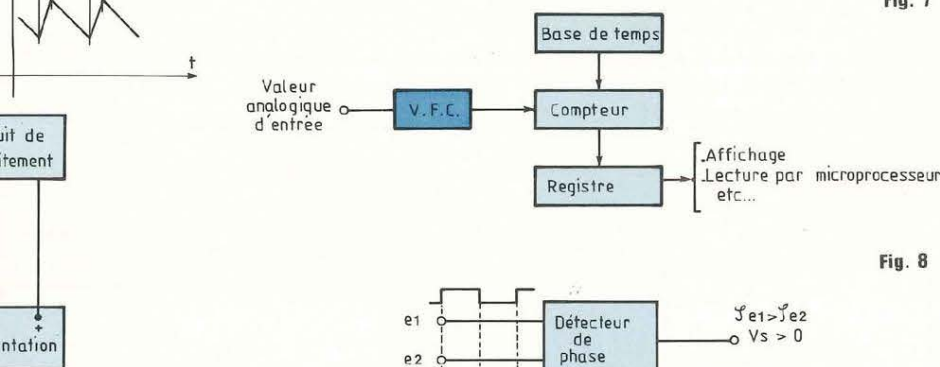 Fig. 7
Base de temps
t
Valeur
analogique
d'entrée
V.F.C.
Compteur
uit de
itement
Registre
.Affichage
.Lecture par microprocesseur
etc...
Fig. 8
e1
e2
Détecteur
de
phase
Vs > 0
+
ntation